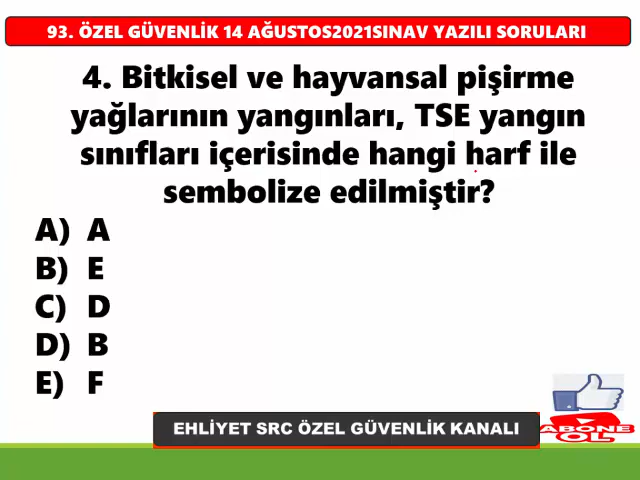 93. ÖZEL GÜVENLİK 14 AĞUSTOS2021SINAV YAZILI SORULARI
4. Bitkisel ve hayvansal pişirme
yağlarının yangınları, TSE yangın
sınıfları içerisinde hangi harf ile
sembolize edilmiştir?
A) A
B) E
C) D
D) B
E) F
EHLİYET SRC ÖZEL GÜVENLİK KANALI
ABONE
OL